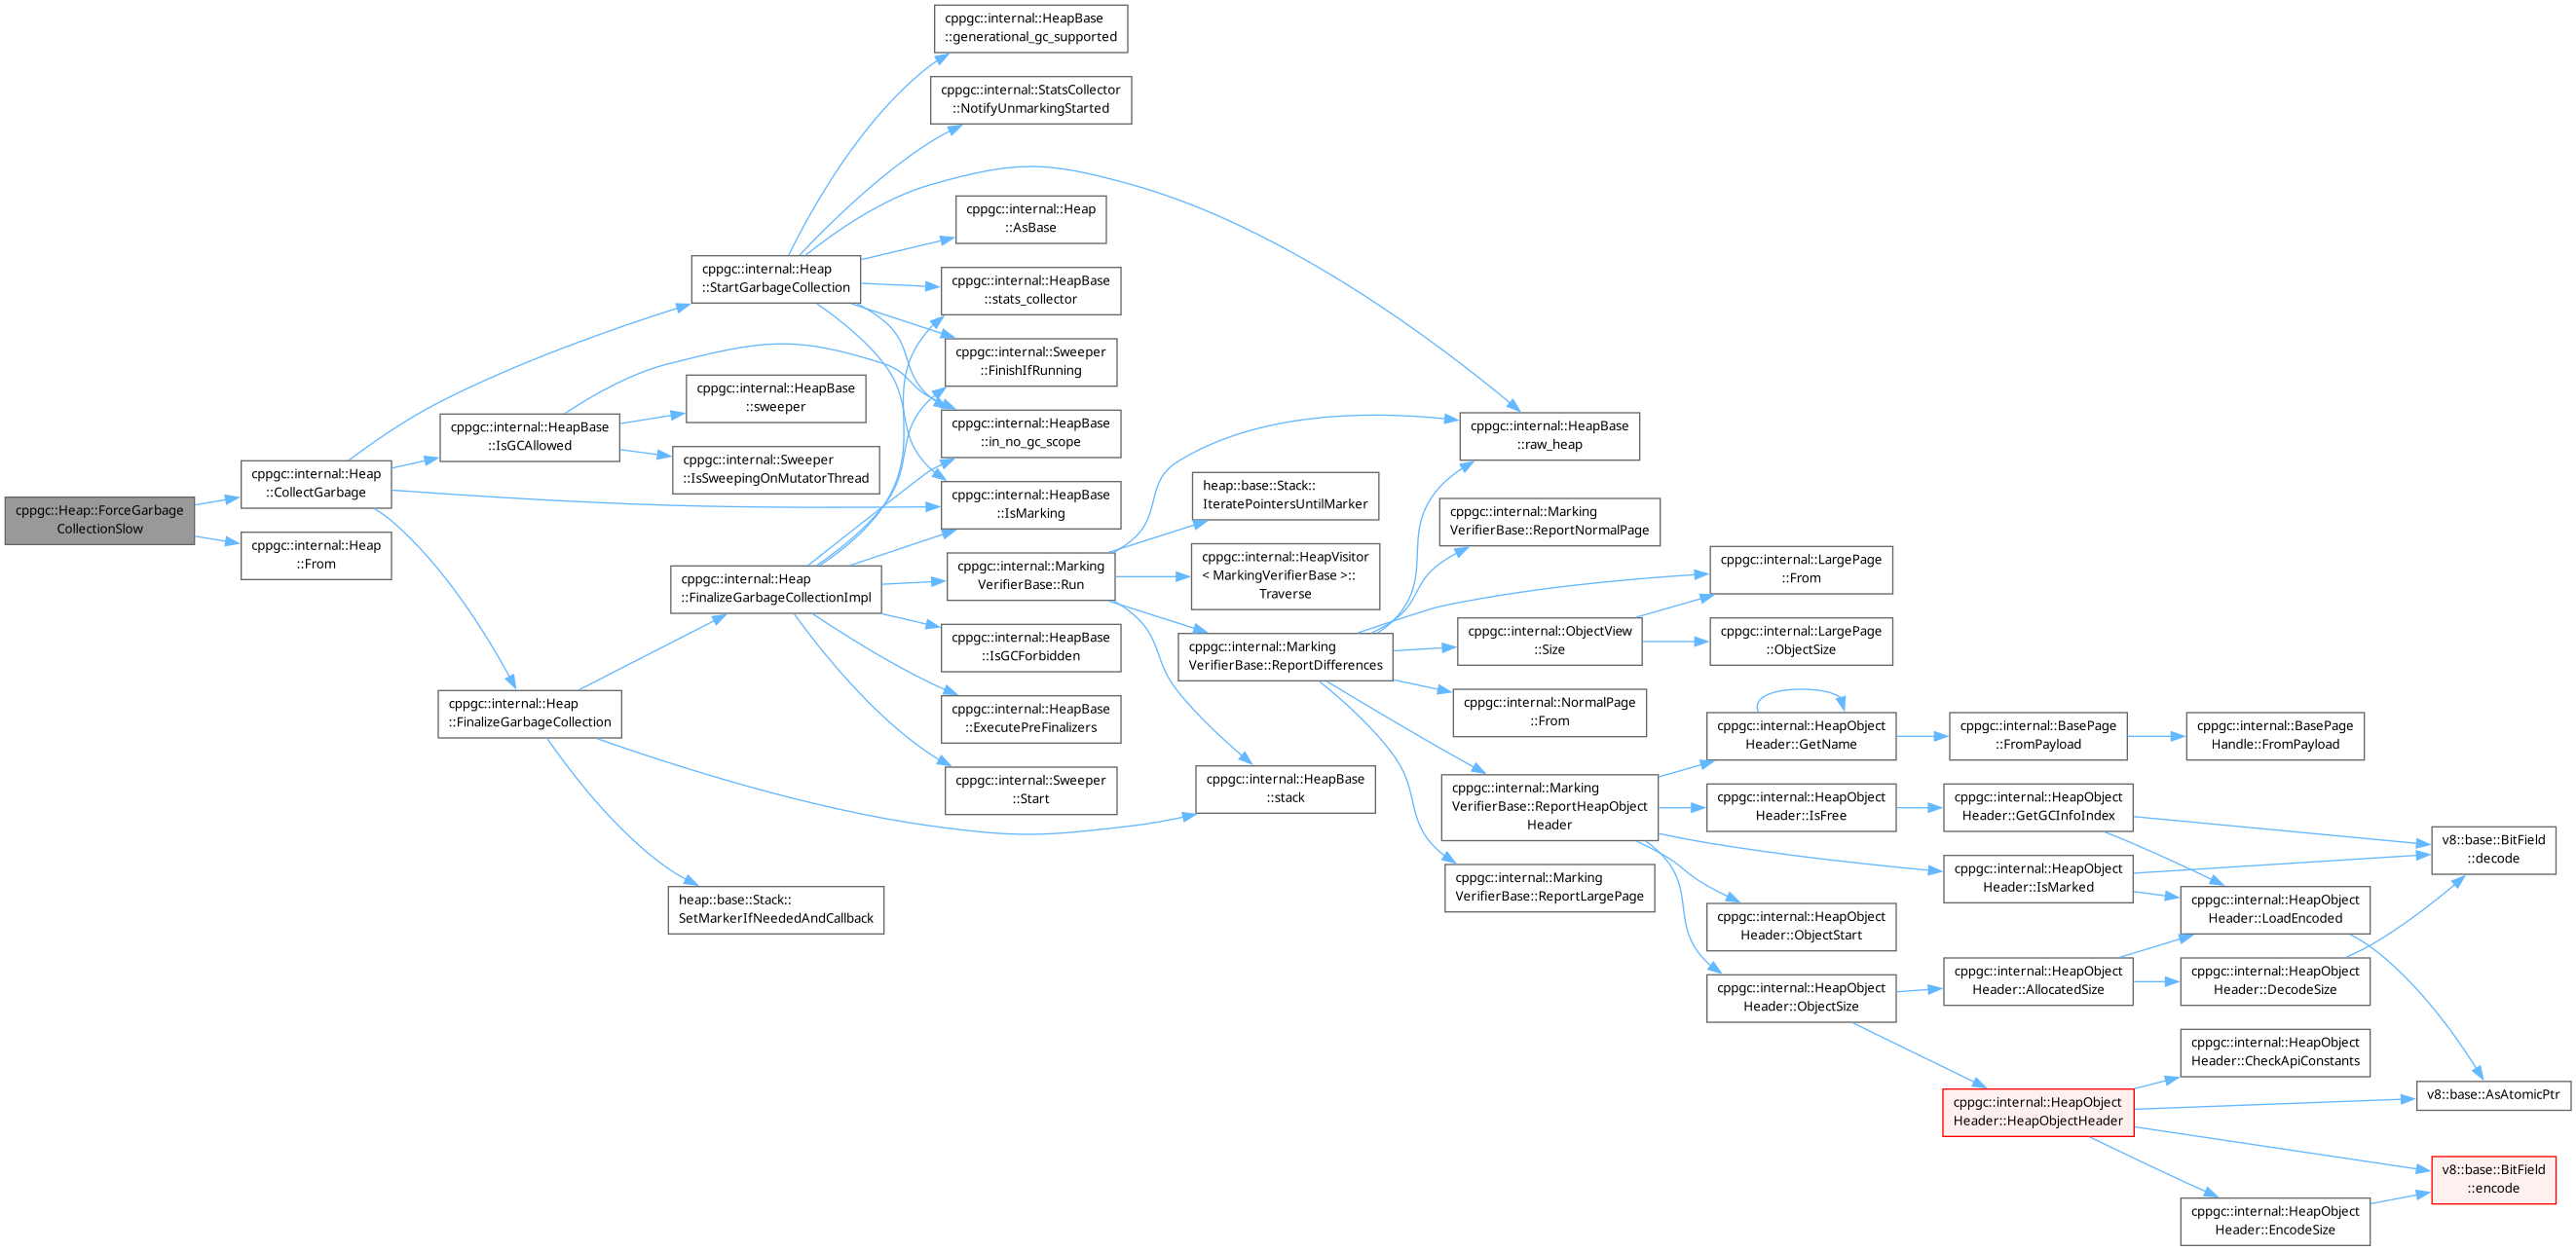 cppgc::Heap::ForceGarbage
CollectionSlow
cppgc::internal::Heap
::CollectGarbage
cppgc::internal::Heap
::From
cppgc::internal::HeapBase
::IsGCAllowed
cppgc::internal::Heap
::FinalizeGarbageCollection
cppgc::internal::Heap
::StartGarbageCollection
cppgc::internal::HeapBase
::sweeper
cppgc::internal::Sweeper
::IsSweepingOnMutatorThread
cppgc::internal::Heap
::FinalizeGarbageCollectionImpl
heap::base::Stack::
SetMarkerIfNeededAndCallback
cppgc::internal::HeapBase
::generational_gc_supported
cppgc::internal::StatsCollector
::NotifyUnmarkingStarted
cppgc::internal::Heap
::AsBase
cppgc::internal::HeapBase
::stats_collector
cppgc::internal::Sweeper
::FinishIfRunning
cppgc::internal::HeapBase
::in_no_gc_scope
cppgc::internal::HeapBase
::IsMarking
cppgc::internal::Marking
VerifierBase::Run
cppgc::internal::HeapBase
::IsGCForbidden
cppgc::internal::HeapBase
::ExecutePreFinalizers
cppgc::internal::Sweeper
::Start
heap::base::Stack::
IteratePointersUntilMarker
cppgc::internal::HeapVisitor
< MarkingVerifierBase >::
Traverse
cppgc::internal::Marking
VerifierBase::ReportDifferences
cppgc::internal::HeapBase
::stack
cppgc::internal::HeapBase
::raw_heap
cppgc::internal::Marking
VerifierBase::ReportNormalPage
cppgc::internal::ObjectView
::Size
cppgc::internal::NormalPage
::From
cppgc::internal::Marking
VerifierBase::ReportHeapObject
Header
cppgc::internal::Marking
VerifierBase::ReportLargePage
cppgc::internal::LargePage
::From
cppgc::internal::LargePage
::ObjectSize
cppgc::internal::HeapObject
Header::GetName
cppgc::internal::HeapObject
Header::IsFree
cppgc::internal::HeapObject
Header::ObjectStart
cppgc::internal::HeapObject
Header::ObjectSize
cppgc::internal::BasePage
::FromPayload
cppgc::internal::HeapObject
Header::GetGCInfoIndex
cppgc::internal::HeapObject
Header::IsMarked
cppgc::internal::HeapObject
Header::AllocatedSize
cppgc::internal::HeapObject
Header::HeapObjectHeader
cppgc::internal::BasePage
Handle::FromPayload
cppgc::internal::HeapObject
Header::LoadEncoded
cppgc::internal::HeapObject
Header::DecodeSize
cppgc::internal::HeapObject
Header::CheckApiConstants
cppgc::internal::HeapObject
Header::EncodeSize
v8::base::BitField
::decode
v8::base::AsAtomicPtr
v8::base::BitField
::encode